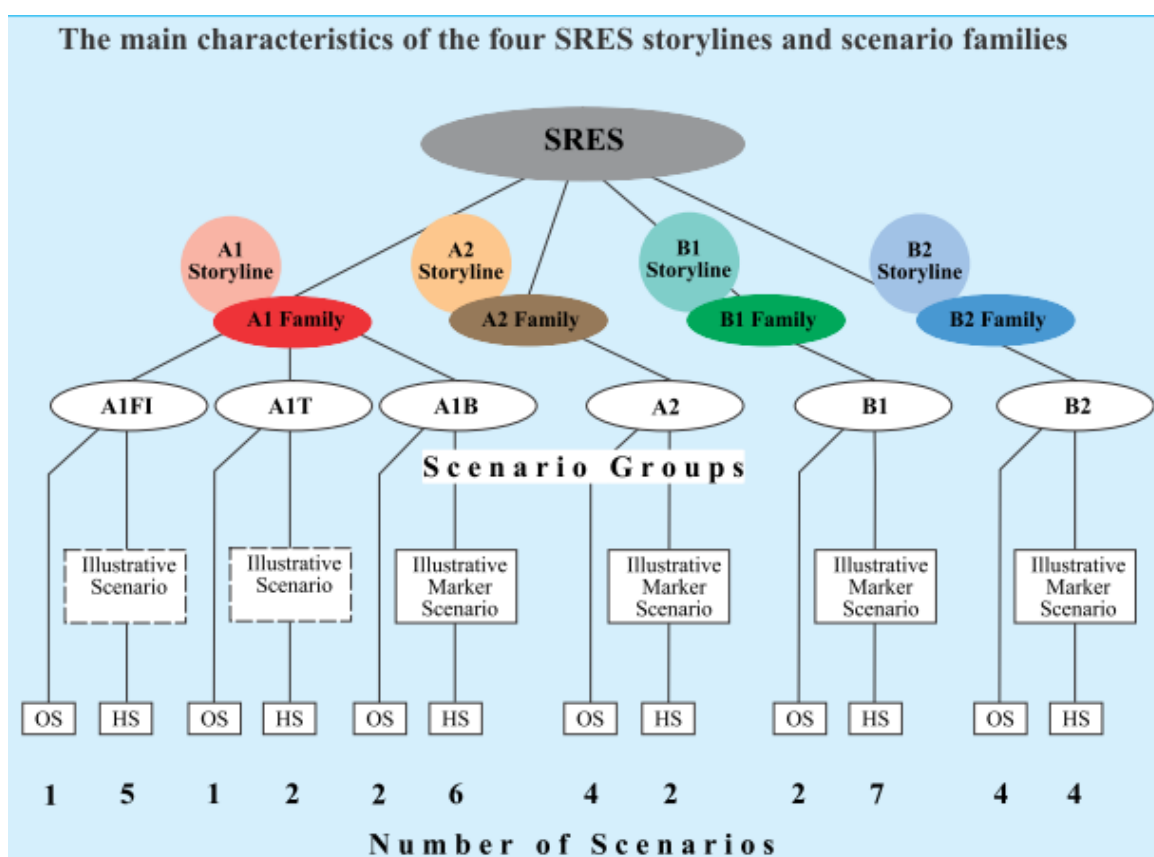 The main characteristics of the four SRES storylines and scenario families
SRES
A1
Storyline
A2
Storyline
B1
Storyline
B2
Storyline
A1 Family
A2 Family
B1 Family
B2 Family
A1FI
A1T
A1B
A2
B1
B2
Scenario Groups
Illustrative
Scenario
Illustrative
Scenario
Illustrative
Marker
Scenario
Illustrative
Marker
Scenario
Illustrative
Marker
Scenario
Illustrative
Marker
Scenario
OS
HS
OS
HS
OS
HS
OS
HS
OS
HS
OS
HS
1 5 1 2 2 6 4 2 2 7 4 4
Number of Scenarios